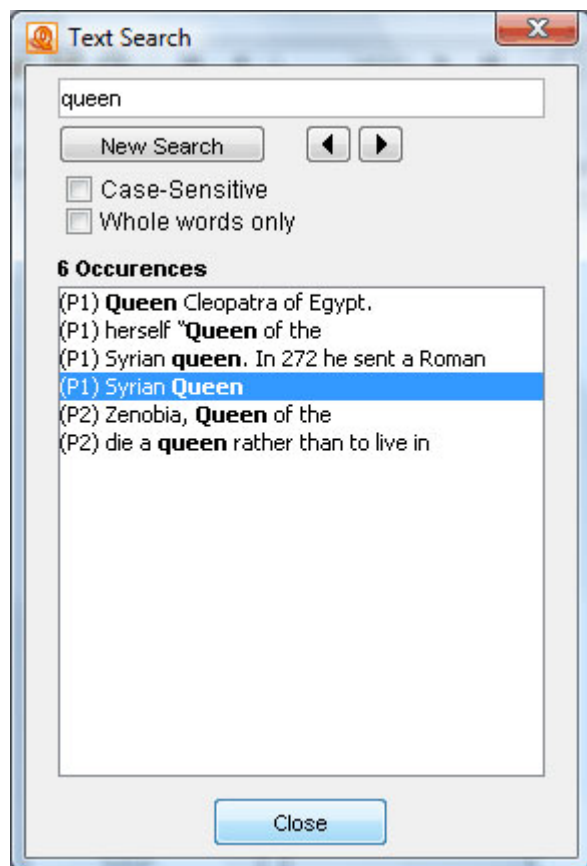 Text Search
queen
New Search
Case-Sensitive
Whole words only
6 Occurences
(P1) Queen Cleopatra of Egypt.
(P1) herself "Queen of the
(P1) Syrian queen. In 272 he sent a Roman
(P1) Syrian Queen
(P2) Zenobia, Queen of the
(P2) die a queen rather than to live in
Close